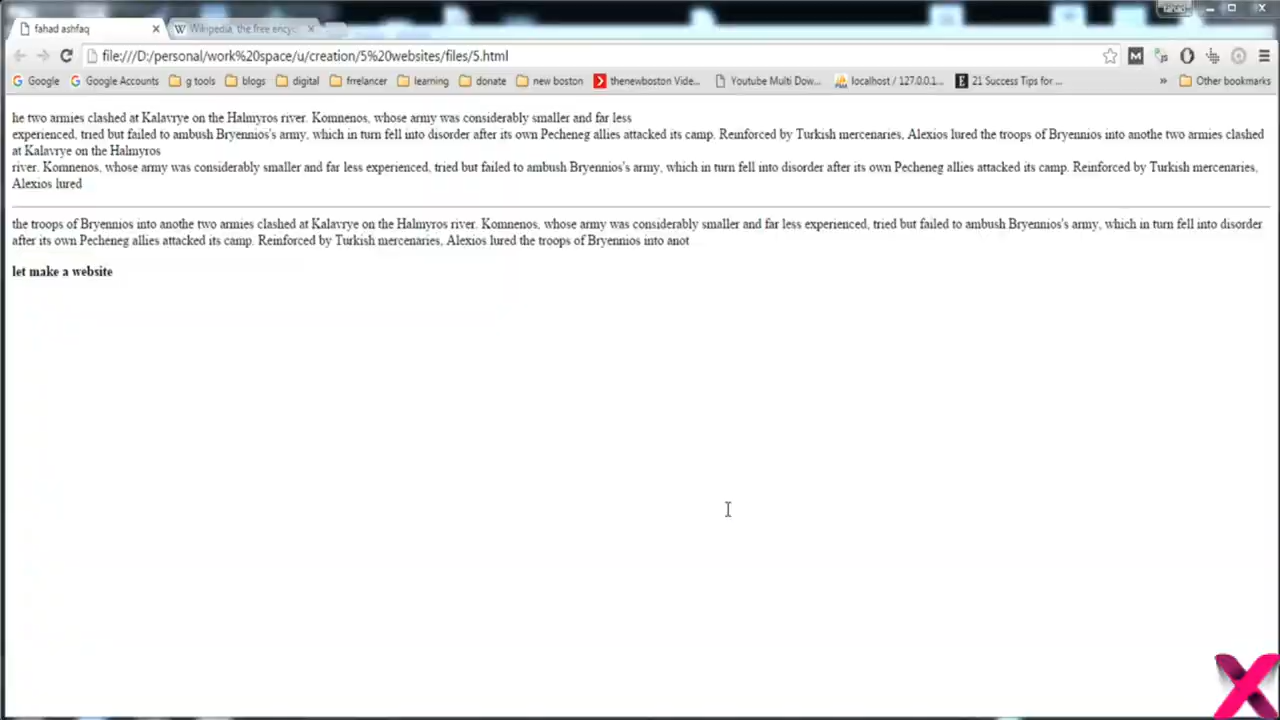 fahad ashfaq
Wikipedia, the free ency
file:///D:/personal/work%20space/u/creation/5%20websites/files/5.html
Google Google Accounts g tools blogs digital frrelancer learning donate new boston thenewboston Vide... Youtube Multi Dow... localhost / 127.0.0.1... 21 Success Tips for ... » Other bookmarks
he two armies clashed at Kalavrye on the Halmyros river. Komnenos, whose army was considerably smaller and far less
experienced, tried but failed to ambush Bryennios's army, which in turn fell into disorder after its own Pecheneg allies attacked its camp. Reinforced by Turkish mercenaries, Alexios lured the troops of Bryennios into anothe two armies clashed
at Kalavrye on the Halmyros
river. Komnenos, whose army was considerably smaller and far less experienced, tried but failed to ambush Bryennios's army, which in turn fell into disorder after its own Pecheneg allies attacked its camp. Reinforced by Turkish mercenaries,
Alexios lured
the troops of Bryennios into anothe two armies clashed at Kalavrye on the Halmyros river. Komnenos, whose army was considerably smaller and far less experienced, tried but failed to ambush Bryennios's army, which in turn fell into disorder
after its own Pecheneg allies attacked its camp. Reinforced by Turkish mercenaries, Alexios lured the troops of Bryennios into anot
let make a website